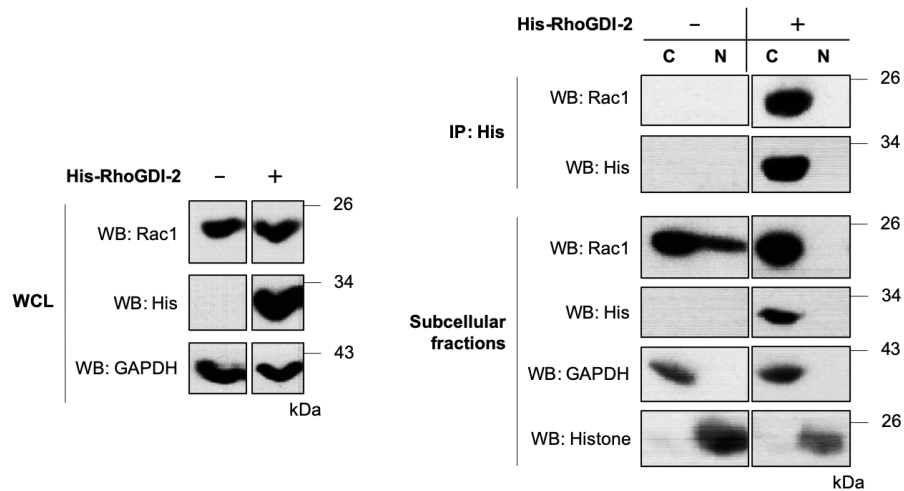 His-RhoGDI-2 – +
C N C N
IP: His
WB: Rac1 26
WB: His 34
Subcellular
fractions
WB: Rac1 26
WB: His 34
WB: GAPDH 43
WB: Histone 26
kDa
His-RhoGDI-2 – +
WCL
WB: Rac1 26
WB: His 34
WB: GAPDH 43
kDa